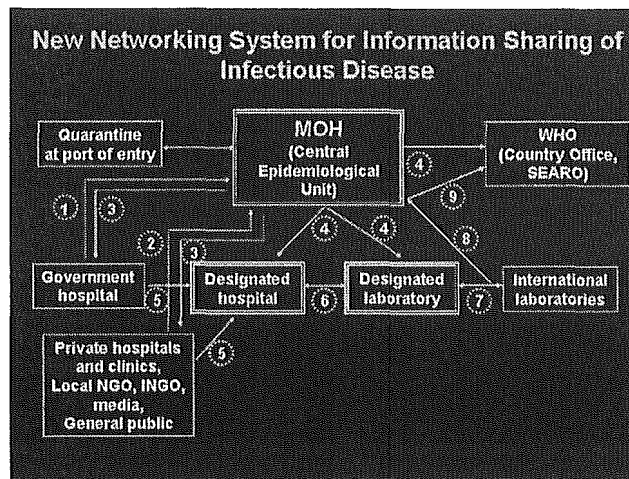 New Networking System for Information Sharing of
Infectious Disease
Quarantine
at port of entry
MOH
(Central
Epidemiological
Unit)
WHO
(Country Office,
SEARO)
4
9
1
3
2
3
4
4
8
Government
hospital
5
Designated
hospital
6
Designated
laboratory
7
International
laboratories
Private hospitals
and clinics,
Local NGO, INGO,
media,
General public
5